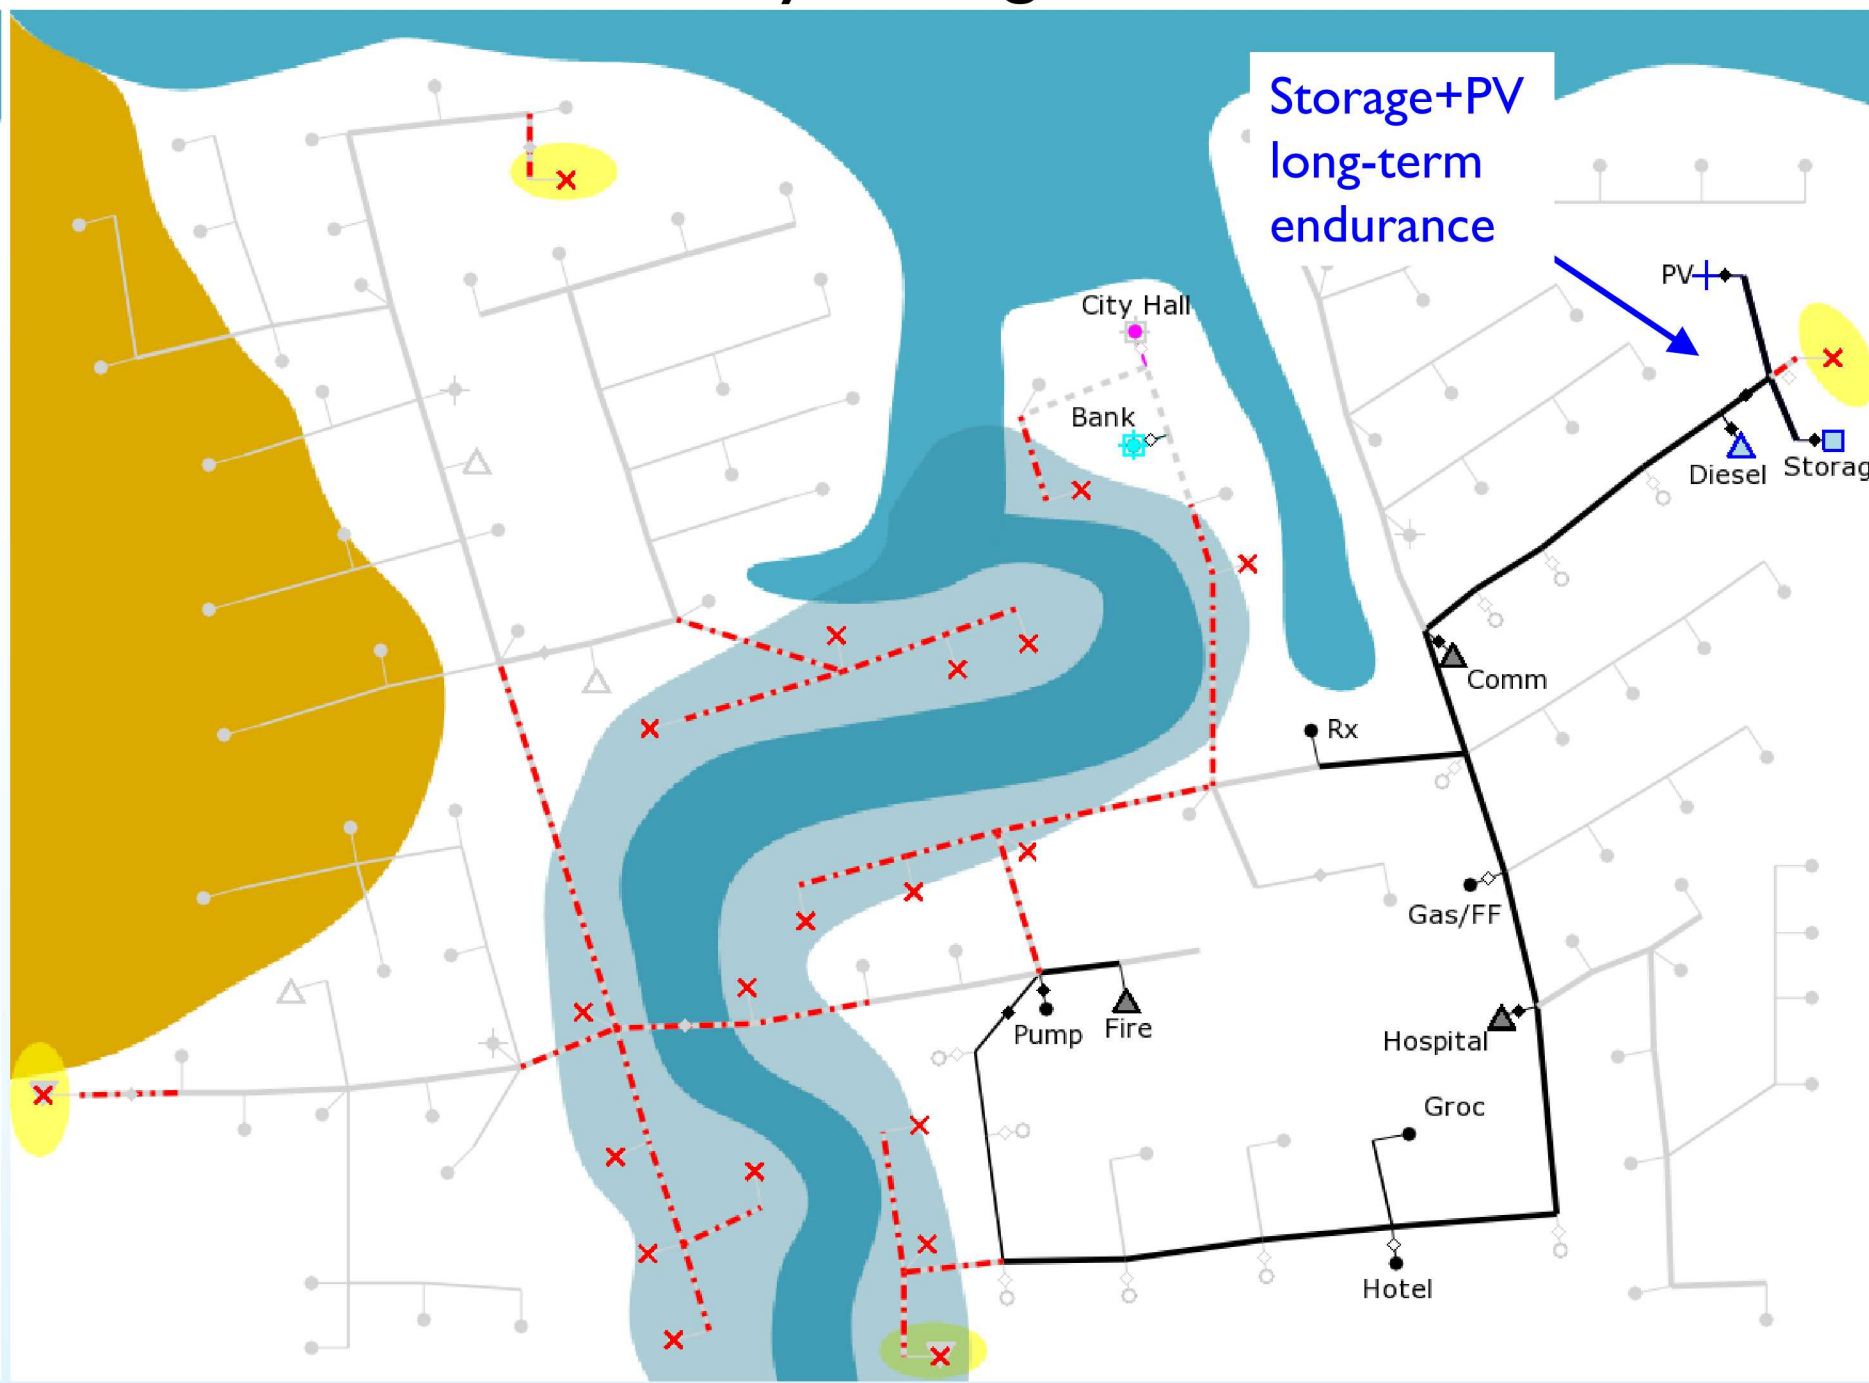 Storage+PV
long-term
endurance
PV
City Hall
Bank
Diesel
Storag
Comm
Rx
Gas/FF
Pump
Fire
Hospital
Groc
Hotel